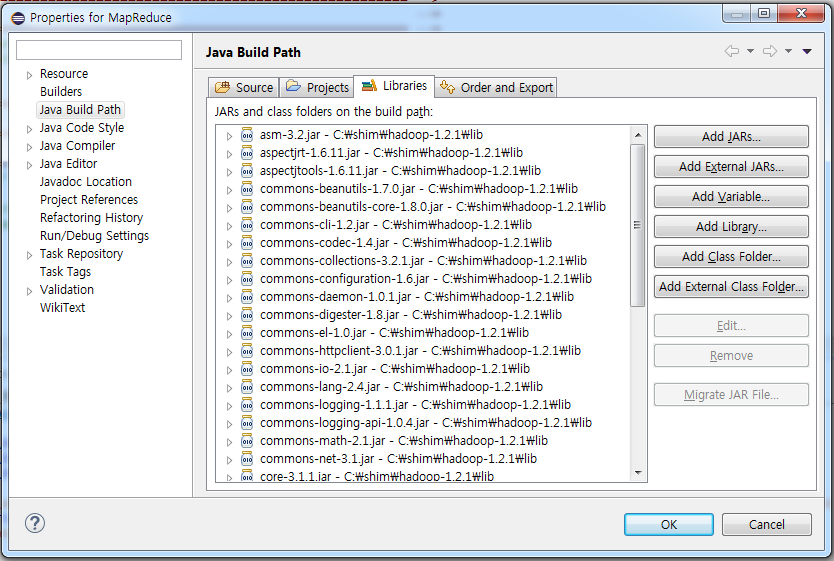 Properties for MapReduce
Resource
Builders
Java Build Path
Java Code Style
Java Compiler
Java Editor
Javadoc Location
Project References
Refactoring History
Run/Debug Settings
Task Repository
Task Tags
Validation
WikiText
Java Build Path
Source
Projects
Libraries
Order and Export
JARs and class folders on the build path:
asm-3.2.jar - C:₩shim₩hadoop-1.2.1₩lib
aspectjrt-1.6.11.jar - C:₩shim₩hadoop-1.2.1₩lib
aspectjtools-1.6.11.jar - C:₩shim₩hadoop-1.2.1₩lib
commons-beanutils-1.7.0.jar - C:₩shim₩hadoop-1.2.1₩lib
commons-beanutils-core-1.8.0.jar - C:₩shim₩hadoop-1.2.1₩lib
commons-cli-1.2.jar - C:₩shim₩hadoop-1.2.1₩lib
commons-codec-1.4.jar - C:₩shim₩hadoop-1.2.1₩lib
commons-collections-3.2.1.jar - C:₩shim₩hadoop-1.2.1₩lib
commons-configuration-1.6.jar - C:₩shim₩hadoop-1.2.1₩lib
commons-daemon-1.0.1.jar - C:₩shim₩hadoop-1.2.1₩lib
commons-digester-1.8.jar - C:₩shim₩hadoop-1.2.1₩lib
commons-el-1.0.jar - C:₩shim₩hadoop-1.2.1₩lib
commons-httpclient-3.0.1.jar - C:₩shim₩hadoop-1.2.1₩lib
commons-io-2.1.jar - C:₩shim₩hadoop-1.2.1₩lib
commons-lang-2.4.jar - C:₩shim₩hadoop-1.2.1₩lib
commons-logging-1.1.1.jar - C:₩shim₩hadoop-1.2.1₩lib
commons-logging-api-1.0.4.jar - C:₩shim₩hadoop-1.2.1₩lib
commons-math-2.1.jar - C:₩shim₩hadoop-1.2.1₩lib
commons-net-3.1.jar - C:₩shim₩hadoop-1.2.1₩lib
core-3.1.1.jar - C:₩shim₩hadoop-1.2.1₩lib
Add JARs...
Add External JARs...
Add Variable...
Add Library...
Add Class Folder...
Add External Class Folder...
Edit...
Remove
Migrate JAR File...
OK
Cancel